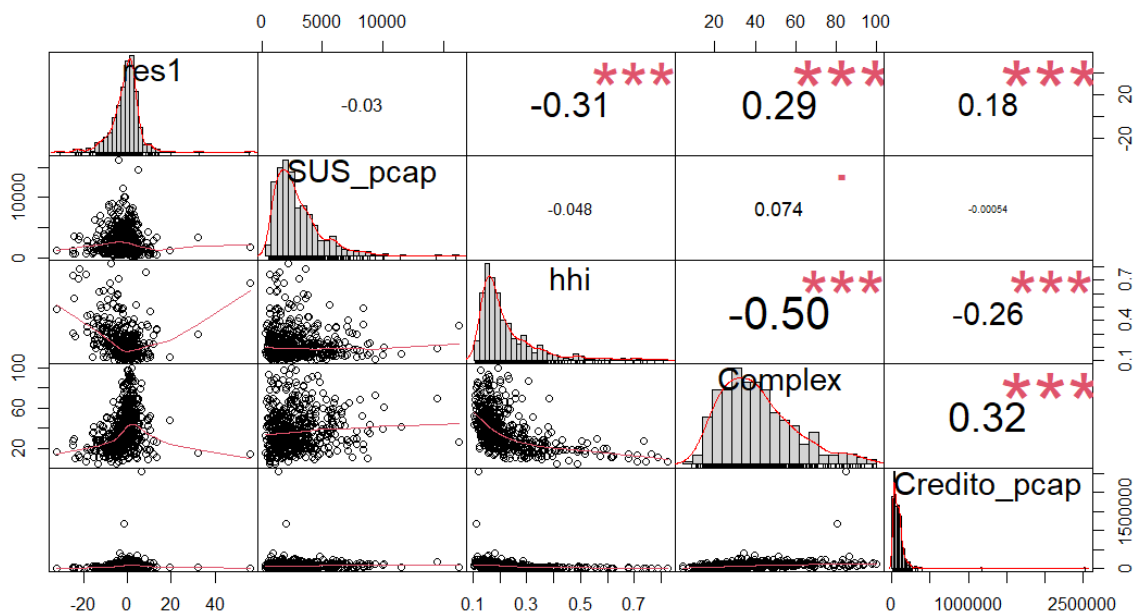 0 5000 10000 20 40 60 80 100
res1 -0.03 -0.31 *** 0.29 *** 0.18 *** -20 20
0 10000 SUS_pcap -0.048 0.074 . -0.00054
hhi -0.50 *** -0.26 *** 0.1 0.4 0.7
20 60 100 Complex 0.32 ***
Credito_pcap 0 1500000
-20 0 20 40 0.1 0.3 0.5 0.7 0 1000000 2500000